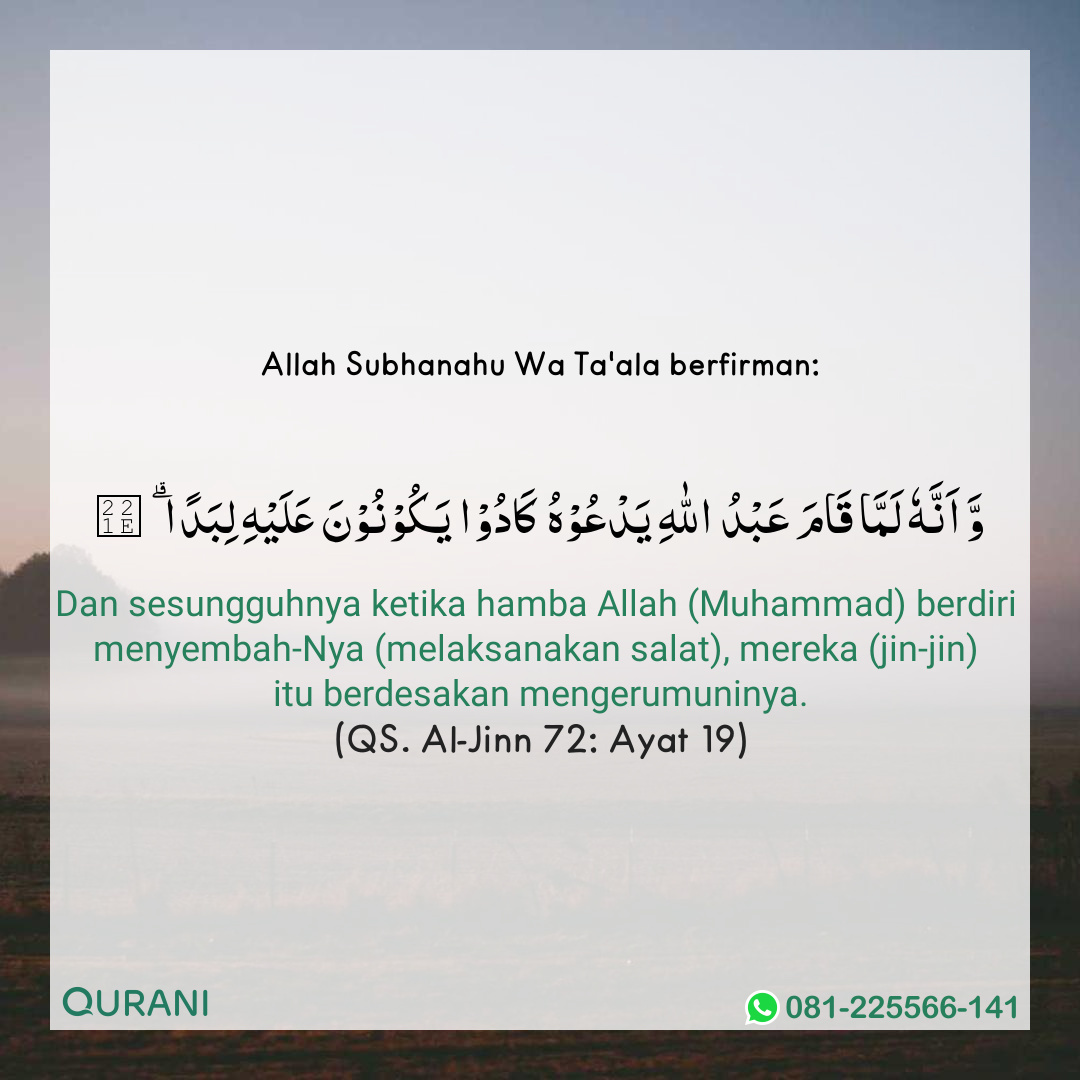 Allah Subhanahu Wa Ta'ala berfirman:
وَّاَنَّهٗ لَمَّا قَامَ عَبْدُ اللّٰهِ يَدْعُوْهُ كَادُوْا يَكُوْنُوْنَ عَلَيْهِ لِبَدًا ۗ
Dan sesungguhnya ketika hamba Allah (Muhammad) berdiri
menyembah-Nya (melaksanakan salat), mereka (jin-jin)
itu berdesakan mengerumuninya.
(QS. Al-Jinn 72: Ayat 19)
QURANI
081-225566-141